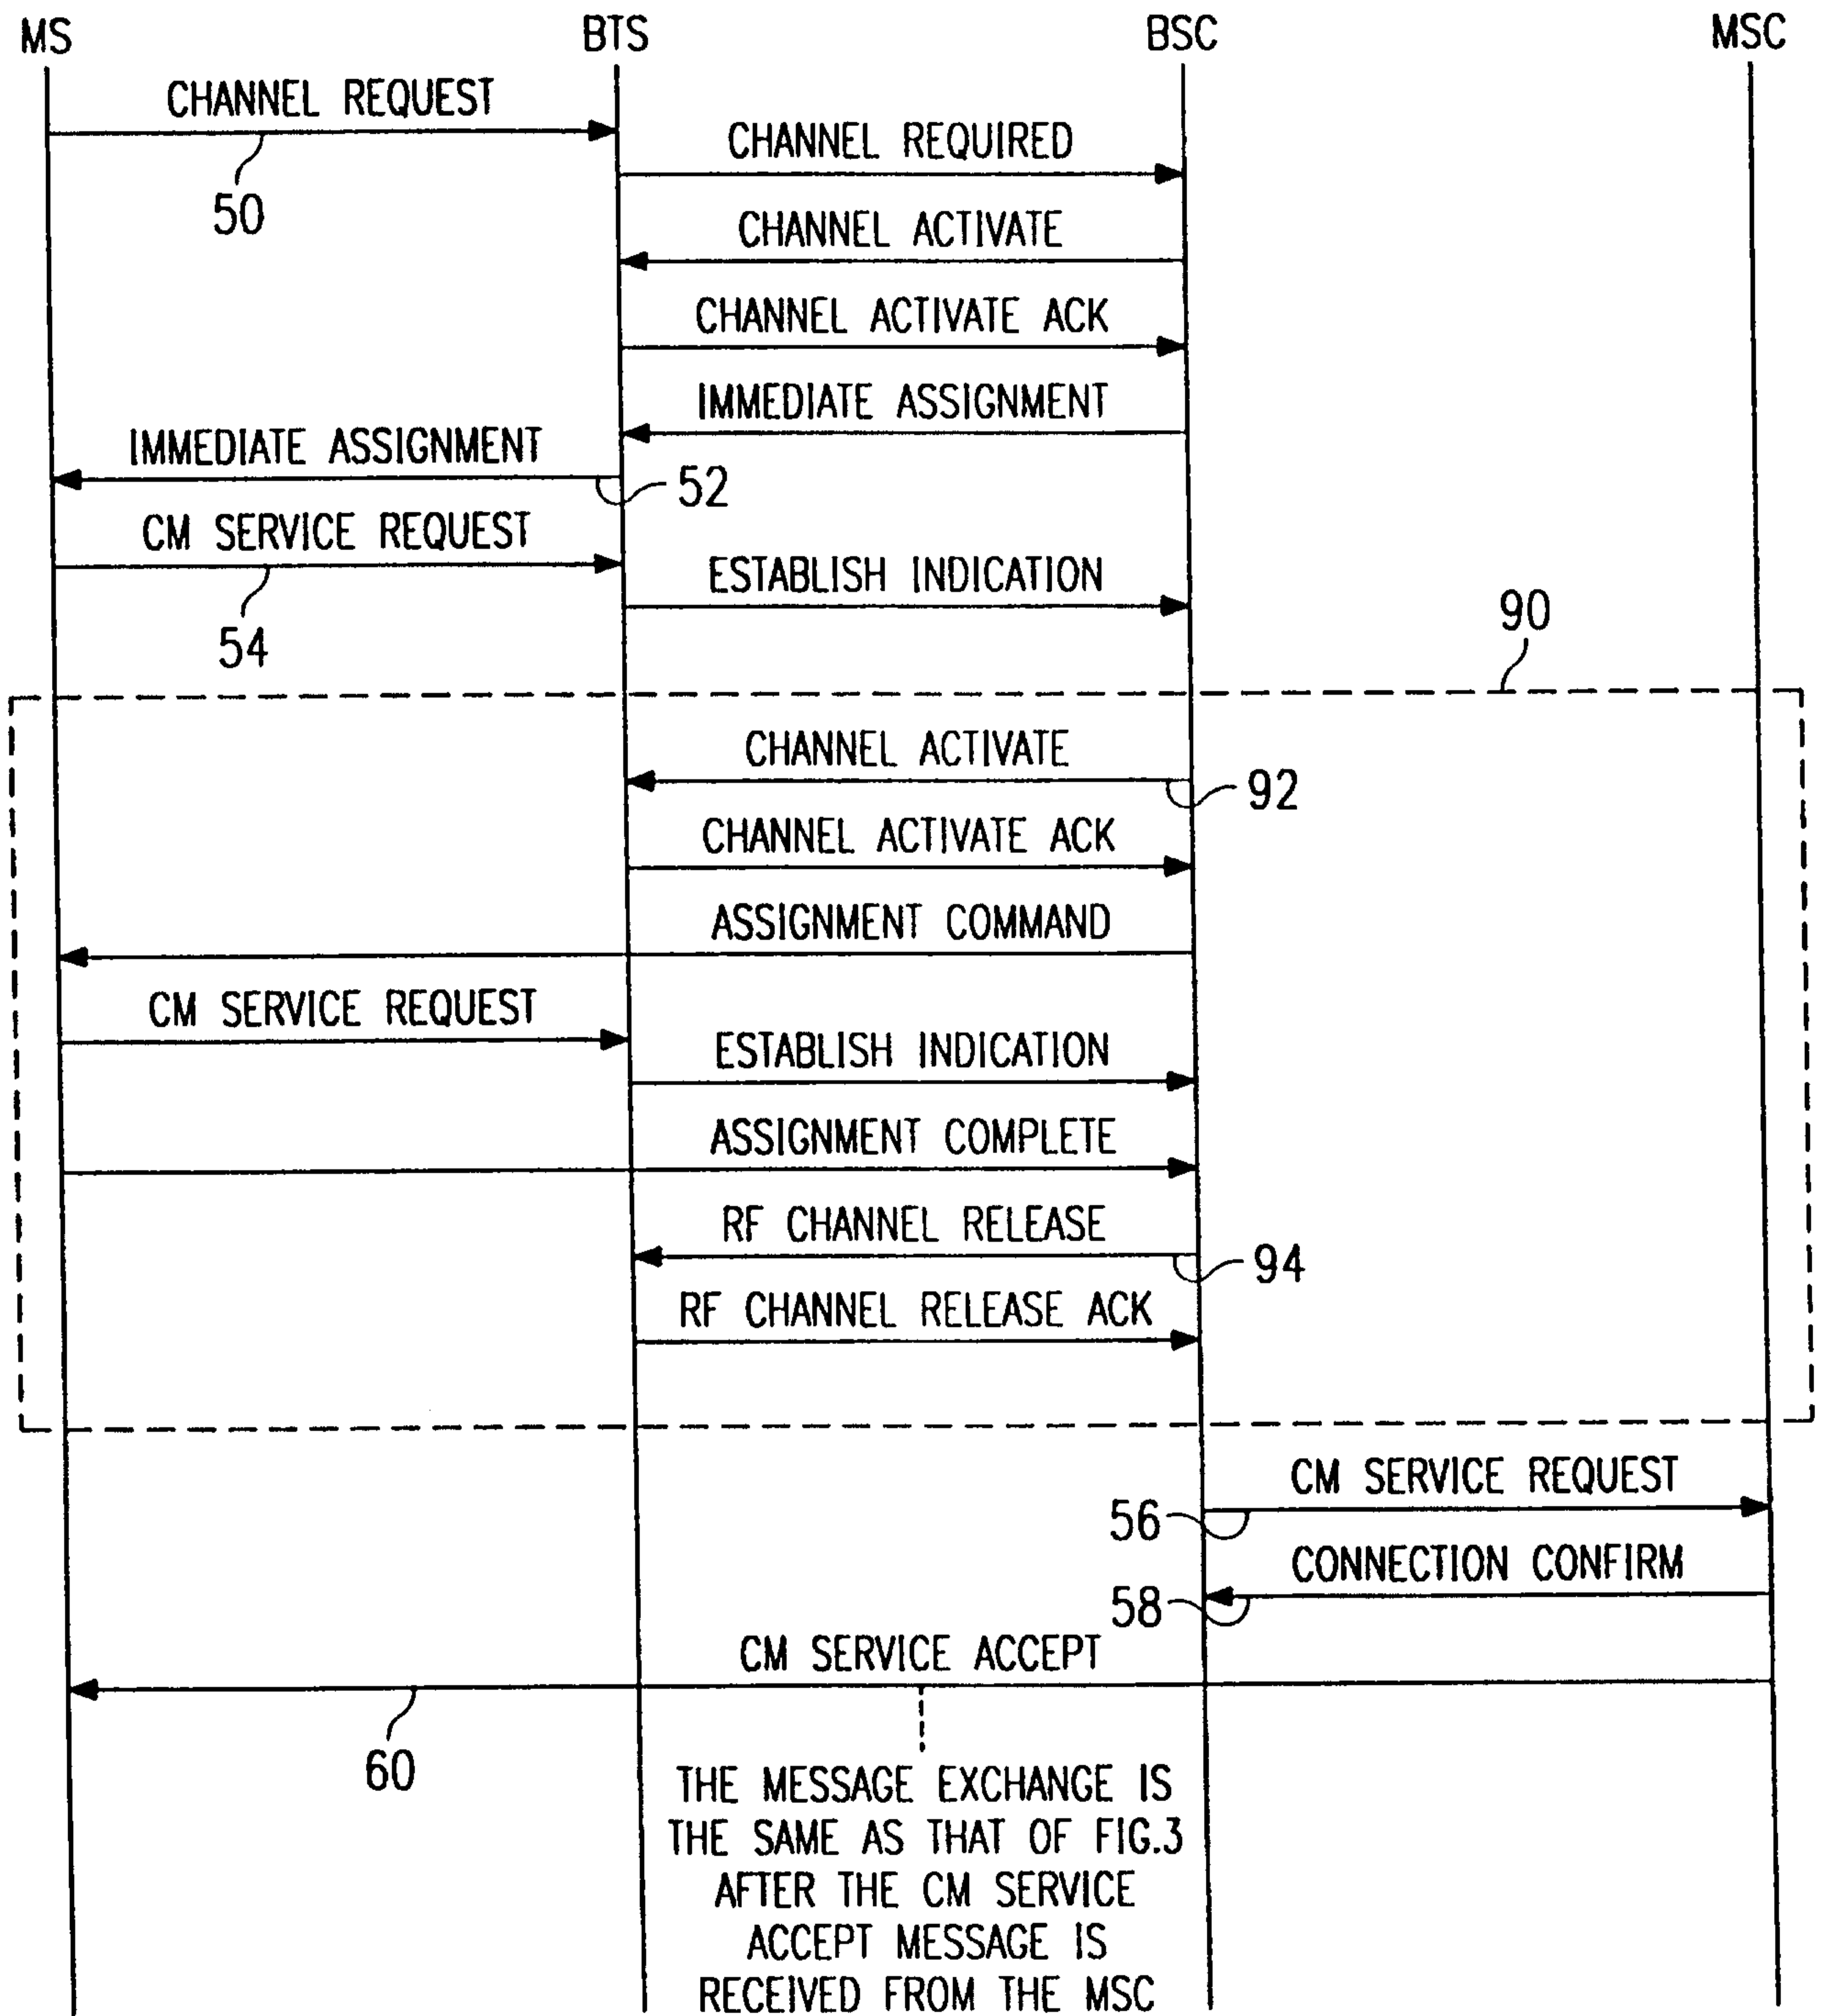 MS BTS BSC MSC
CHANNEL REQUEST
50
CHANNEL REQUIRED
CHANNEL ACTIVATE
CHANNEL ACTIVATE ACK
IMMEDIATE ASSIGNMENT
IMMEDIATE ASSIGNMENT
52
CM SERVICE REQUEST
54
ESTABLISH INDICATION
90
CHANNEL ACTIVATE
92
CHANNEL ACTIVATE ACK
ASSIGNMENT COMMAND
CM SERVICE REQUEST
ESTABLISH INDICATION
ASSIGNMENT COMPLETE
RF CHANNEL RELEASE
94
RF CHANNEL RELEASE ACK
CM SERVICE REQUEST
56
CONNECTION CONFIRM
58
CM SERVICE ACCEPT
60
THE MESSAGE EXCHANGE IS
THE SAME AS THAT OF FIG.3
AFTER THE CM SERVICE
ACCEPT MESSAGE IS
RECEIVED FROM THE MSC